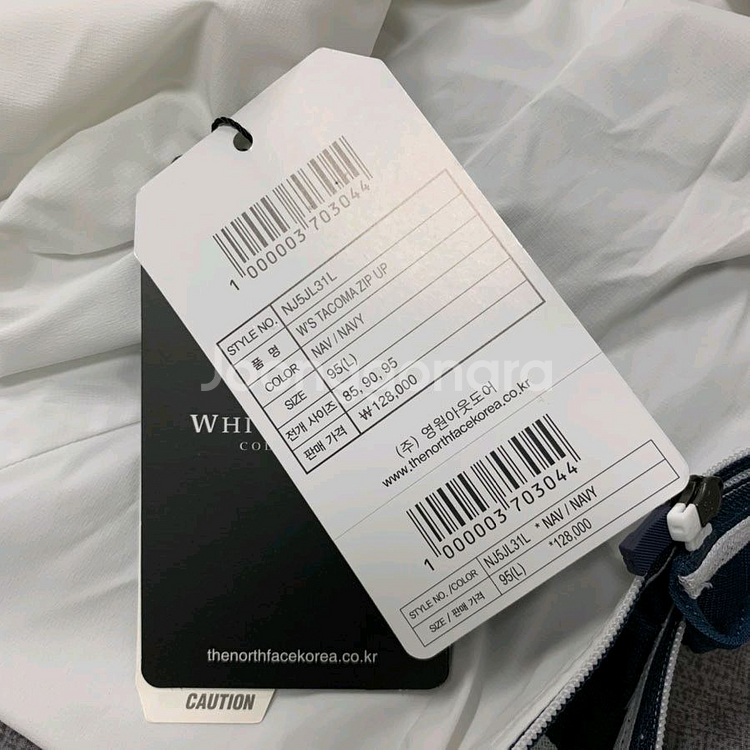 1 000003 703044
STYLE NO. NJ5JL31L
품 명 W'S TACOMA ZIP UP
COLOR NAV / NAVY
SIZE 95(L)
전개 사이즈 85, 90, 95
판매 가격 ₩128,000
(주) 영원아웃도어
www.thenorthfacekorea.co.kr
1 000003 703044
STYLE NO. /COLOR NJ5JL31L * NAV / NAVY
SIZE / 판매 가격 95(L) *128,000
WHI
CO
thenorthfacekorea.co.kr
CAUTION
Joonggonara